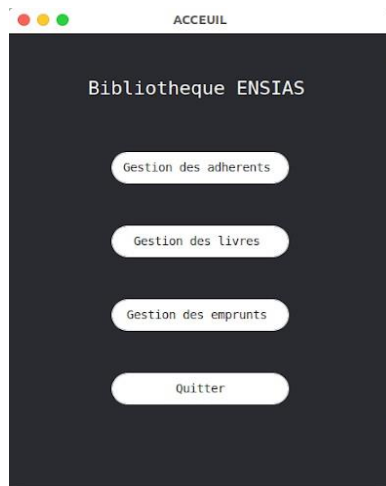 ACCEUIL
Bibliotheque ENSIAS
Gestion des adherents
Gestion des livres
Gestion des emprunts
Quitter